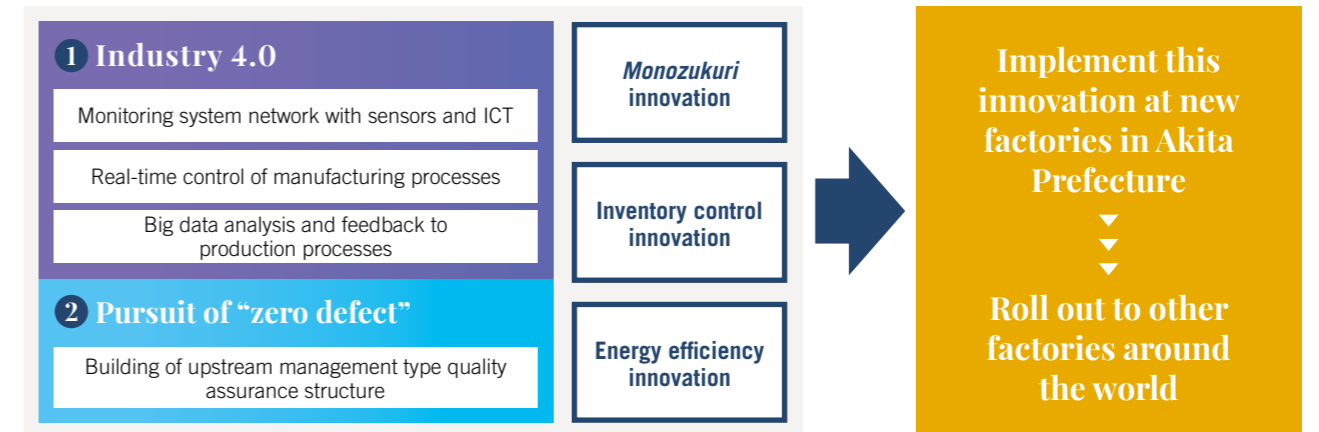 1 Industry 4.0
Monitoring system network with sensors and ICT
Real-time control of manufacturing processes
Big data analysis and feedback to
production processes
2 Pursuit of “zero defect”
Building of upstream management type quality
assurance structure
Monozukuri
innovation
Inventory control
innovation
Energy efficiency
innovation
Implement this
innovation at new
factories in Akita
Prefecture
Roll out to other
factories around
the world